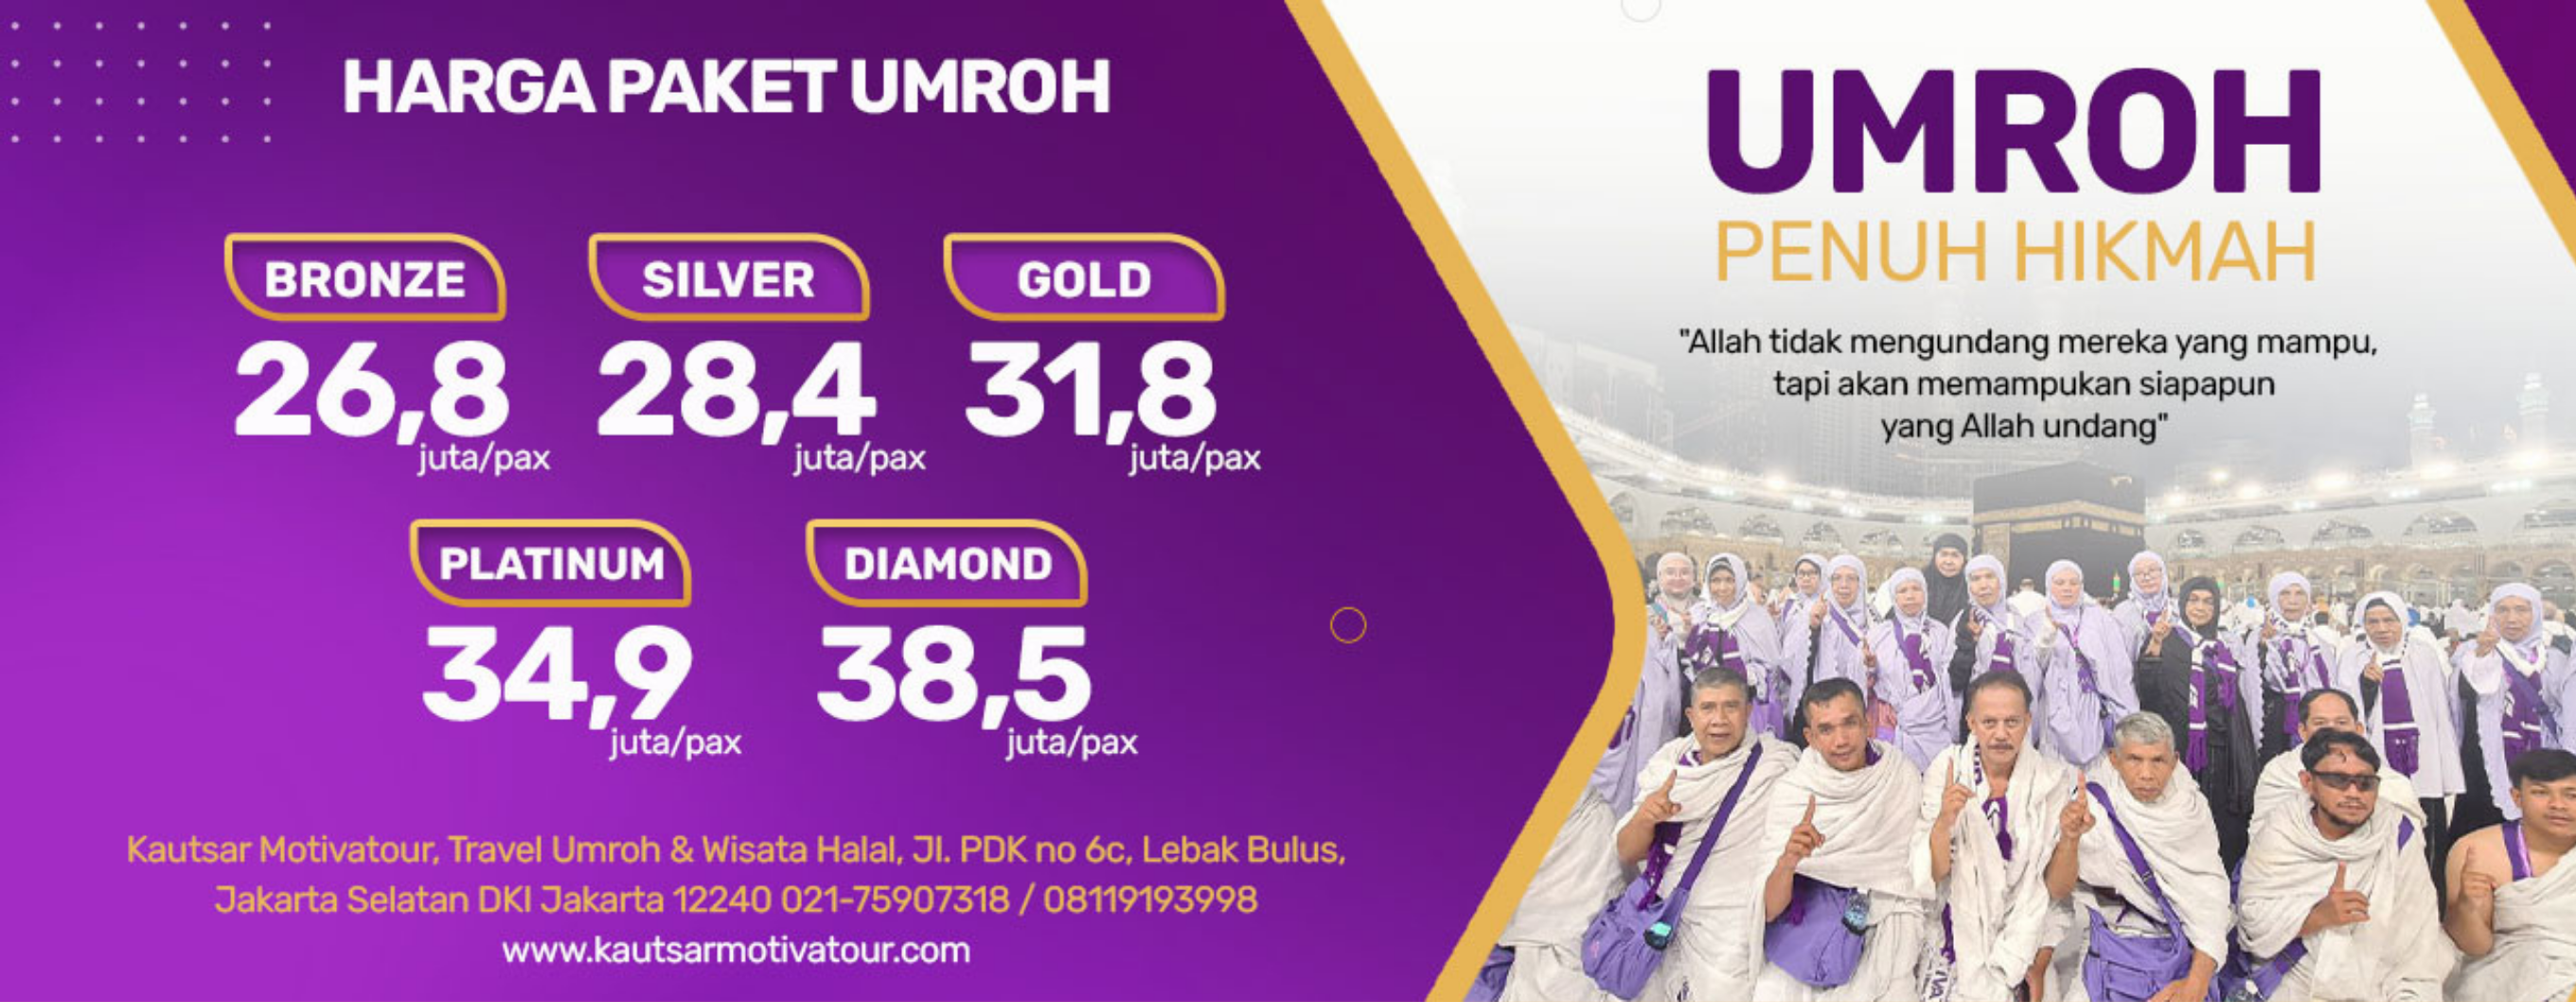 HARGA PAKET UMROH
BRONZE
26,8
juta/pax
SILVER
28,4
juta/pax
GOLD
31,8
juta/pax
PLATINUM
34,9
juta/pax
DIAMOND
38,5
juta/pax
Kautsar Motivatour, Travel Umroh & Wisata Halal, Jl. PDK no 6c, Lebak Bulus,
Jakarta Selatan DKI Jakarta 12240 021-75907318 / 08119193998
www.kautsarmotivatour.com
UMROH
PENUH HIKMAH
"Allah tidak mengundang mereka yang mampu,
tapi akan memampukan siapapun
yang Allah undang"